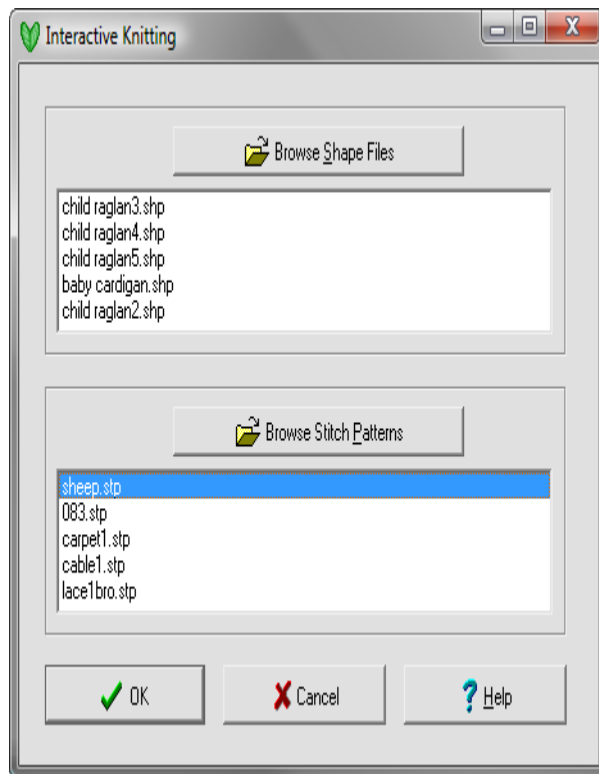 Interactive Knitting
Browse Shape Files
child raglan3.shp
child raglan4.shp
child raglan5.shp
baby cardigan.shp
child raglan2.shp
Browse Stitch Patterns
sheep.stp
083.stp
carpet1.stp
cable1.stp
lace1bro.stp
OK
Cancel
Help